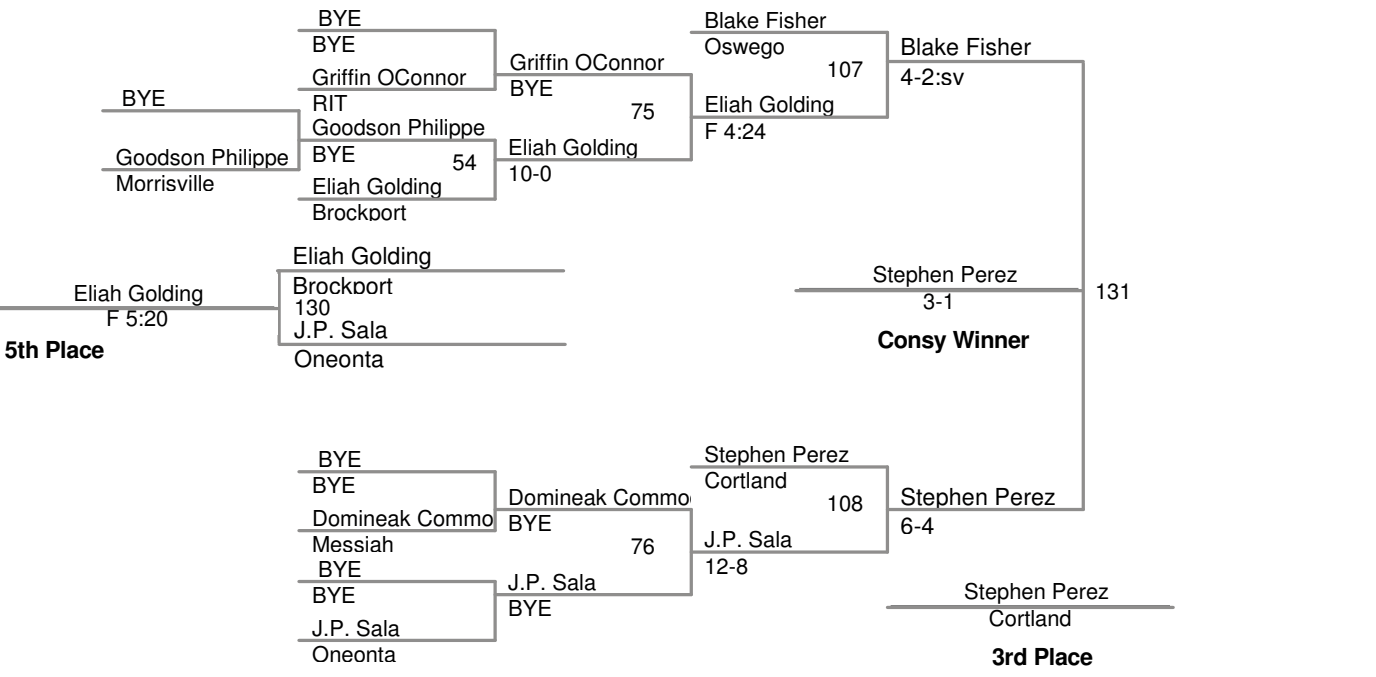 BYE
BYE
Griffin OConnor
RIT
BYE
Goodson Philippe
Morrisville
Goodson Philippe
BYE
54
Eliah Golding
Brockport
Griffin OConnor
BYE
75
Eliah Golding
10-0
Blake Fisher
Oswego
107
Eliah Golding
F 4:24
Blake Fisher
4-2:sv
Eliah Golding
Brockport
130
J.P. Sala
Oneonta
Eliah Golding
F 5:20
5th Place
Stephen Perez
3-1
131
Consy Winner
BYE
BYE
Domineak Commo
Messiah
BYE
BYE
J.P. Sala
Oneonta
Domineak Commo
BYE
76
J.P. Sala
BYE
Stephen Perez
Cortland
108
J.P. Sala
12-8
Stephen Perez
6-4
Stephen Perez
Cortland
3rd Place